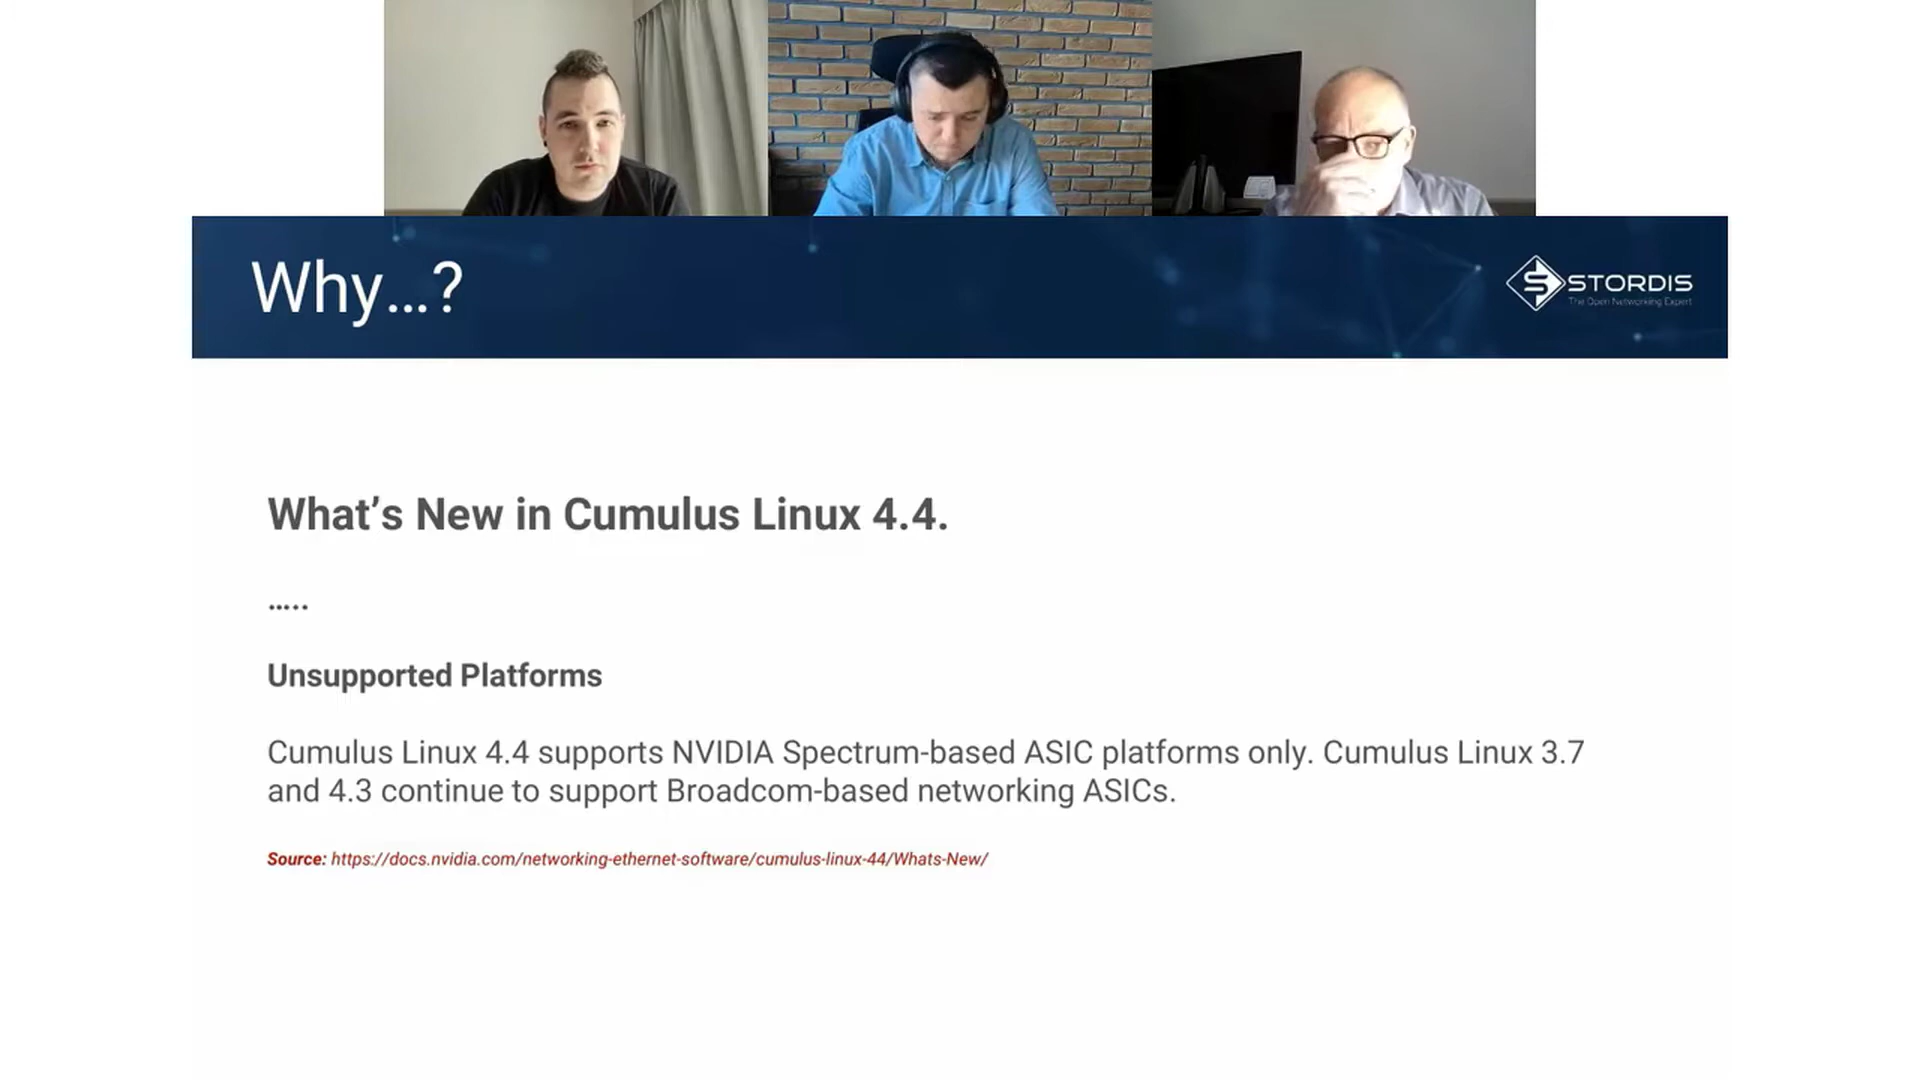 Why...?
STORDIS
The Open Networking Expert
What’s New in Cumulus Linux 4.4.
.....
Unsupported Platforms
Cumulus Linux 4.4 supports NVIDIA Spectrum-based ASIC platforms only. Cumulus Linux 3.7
and 4.3 continue to support Broadcom-based networking ASICs.
Source: https://docs.nvidia.com/networking-ethernet-software/cumulus-linux-44/Whats-New/